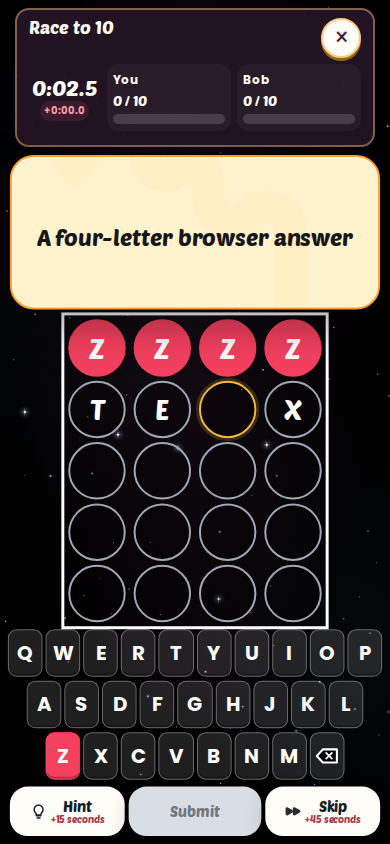 Race to 10
×
0:02.5
+0:00.0
You
0 / 10
Bob
0 / 10
A four-letter browser answer
Z Z Z Z
T E X
Q W E R T Y U I O P
A S D F G H J K L
Z X C V B N M
Hint
+15 seconds
Submit
Skip
+45 seconds